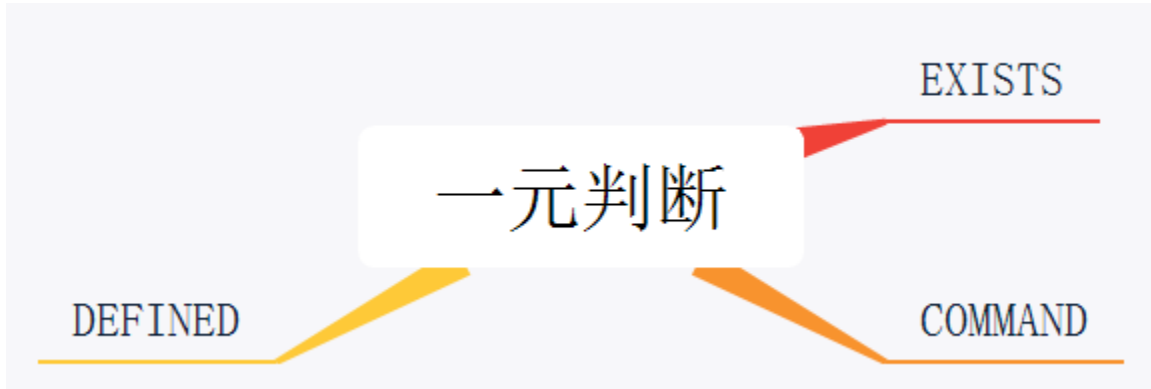 EXISTS
一元判断
DEFINED
COMMAND